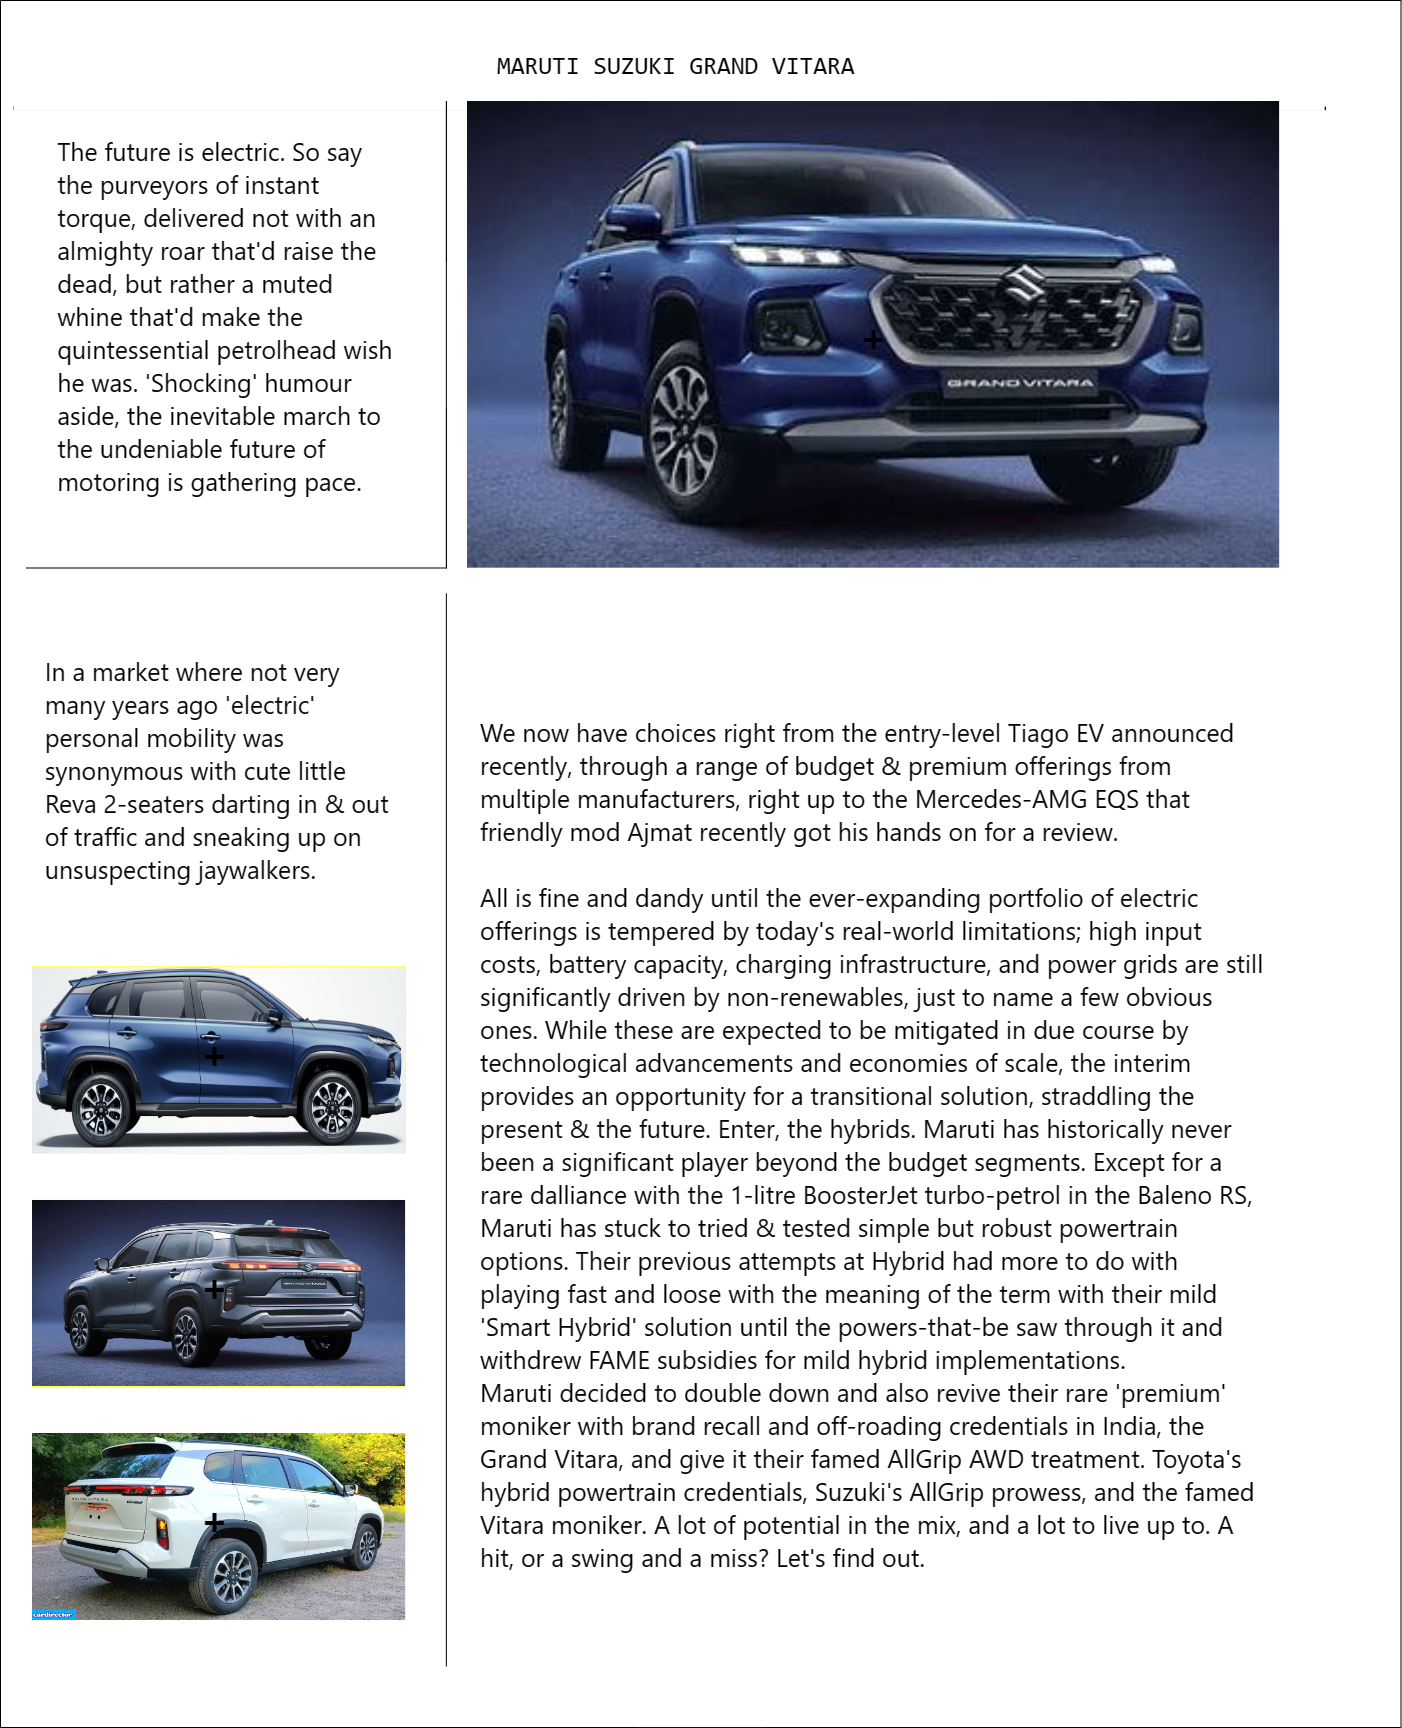 MARUTI SUZUKI GRAND VITARA
The future is electric. So say
the purveyors of instant
torque, delivered not with an
almighty roar that'd raise the
dead, but rather a muted
whine that'd make the
quintessential petrolhead wish
he was. 'Shocking' humour
aside, the inevitable march to
the undeniable future of
motoring is gathering pace.
GRAND VITARA
In a market where not very
many years ago 'electric'
personal mobility was
synonymous with cute little
Reva 2-seaters darting in & out
of traffic and sneaking up on
unsuspecting jaywalkers.
GRAND VITARA
GRAND VITARA
cardirector
We now have choices right from the entry-level Tiago EV announced
recently, through a range of budget & premium offerings from
multiple manufacturers, right up to the Mercedes-AMG EQS that
friendly mod Ajmat recently got his hands on for a review.
All is fine and dandy until the ever-expanding portfolio of electric
offerings is tempered by today's real-world limitations; high input
costs, battery capacity, charging infrastructure, and power grids are still
significantly driven by non-renewables, just to name a few obvious
ones. While these are expected to be mitigated in due course by
technological advancements and economies of scale, the interim
provides an opportunity for a transitional solution, straddling the
present & the future. Enter, the hybrids. Maruti has historically never
been a significant player beyond the budget segments. Except for a
rare dalliance with the 1-litre BoosterJet turbo-petrol in the Baleno RS,
Maruti has stuck to tried & tested simple but robust powertrain
options. Their previous attempts at Hybrid had more to do with
playing fast and loose with the meaning of the term with their mild
'Smart Hybrid' solution until the powers-that-be saw through it and
withdrew FAME subsidies for mild hybrid implementations.
Maruti decided to double down and also revive their rare 'premium'
moniker with brand recall and off-roading credentials in India, the
Grand Vitara, and give it their famed AllGrip AWD treatment. Toyota's
hybrid powertrain credentials, Suzuki's AllGrip prowess, and the famed
Vitara moniker. A lot of potential in the mix, and a lot to live up to. A
hit, or a swing and a miss? Let's find out.